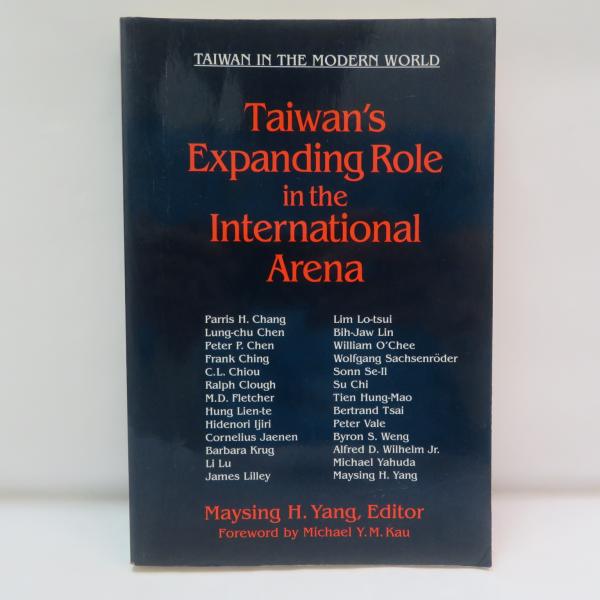 TAIWAN IN THE MODERN WORLD
Taiwan's
Expanding Role
in the
International
Arena
Parris H. Chang
Lung-chu Chen
Peter P. Chen
Frank Ching
C.L. Chiou
Ralph Clough
M.D. Fletcher
Hung Lien-te
Hidenori Ijiri
Cornelius Jaenen
Barbara Krug
Li Lu
James Lilley
Lim Lo-tsui
Bih-Jaw Lin
William O'Chee
Wolfgang Sachsenröder
Sonn Se-Il
Su Chi
Tien Hung-Mao
Bertrand Tsai
Peter Vale
Byron S. Weng
Alfred D. Wilhelm Jr.
Michael Yahuda
Maysing H. Yang
Maysing H. Yang, Editor
Foreword by Michael Y. M. Kau